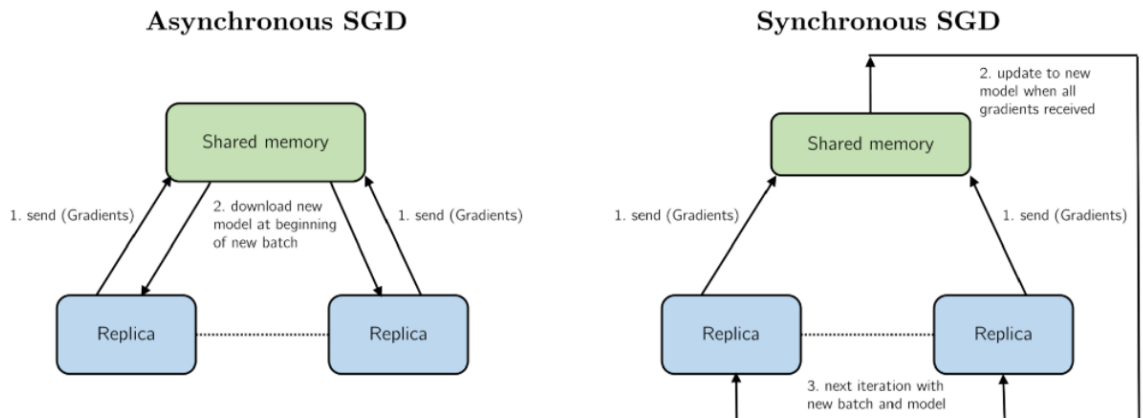 Asynchronous SGD
Shared memory
1. send (Gradients)
2. download new
model at beginning
of new batch
1. send (Gradients)
Replica
Replica
Synchronous SGD
2. update to new
model when all
gradients received
Shared memory
1. send (Gradients)
1. send (Gradients)
Replica
Replica
3. next iteration with
new batch and model